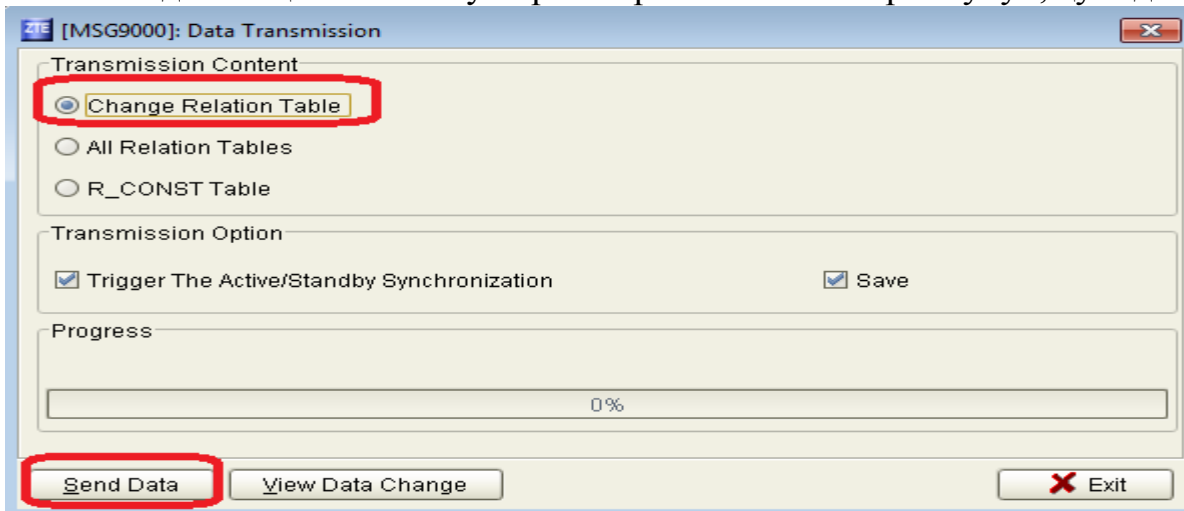 ZTE [MSG9000]: Data Transmission
Transmission Content
Change Relation Table
All Relation Tables
R_CONST Table
Transmission Option
Trigger The Active/Standby Synchronization Save
Progress
0%
Send Data View Data Change Exit